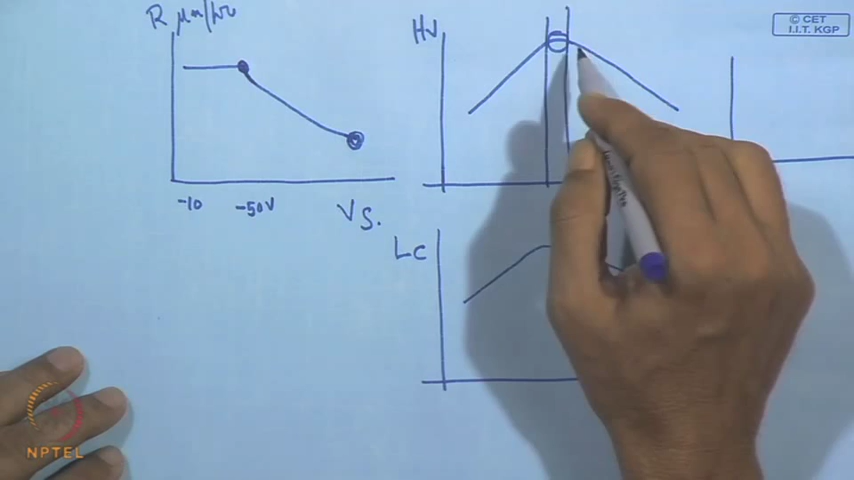 R μm/hr
HV
© CET
I.I.T. KGP
-10
-50V
VS.
LC
NPTEL